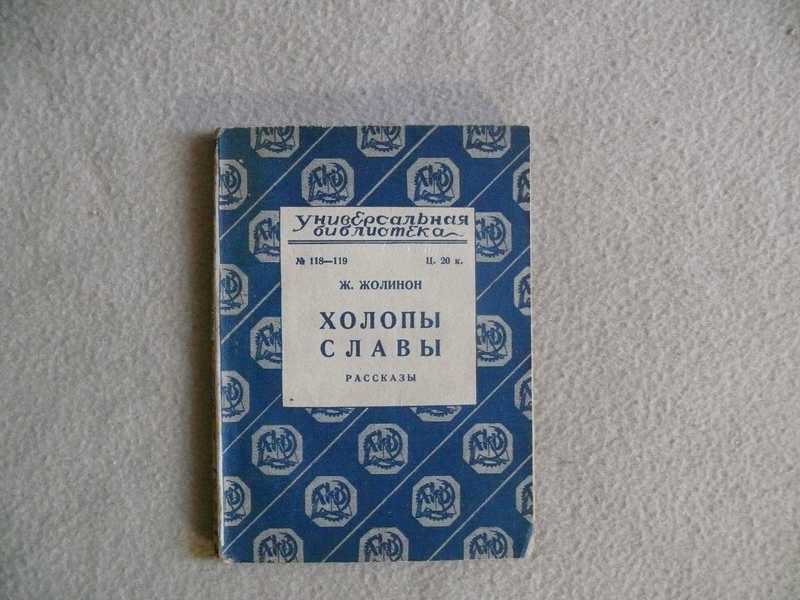 Универсальная
библиотека
№ 118—119 Ц. 20 к.
Ж. ЖОЛИНОН
ХОЛОПЫ
СЛАВЫ
РАССКАЗЫ